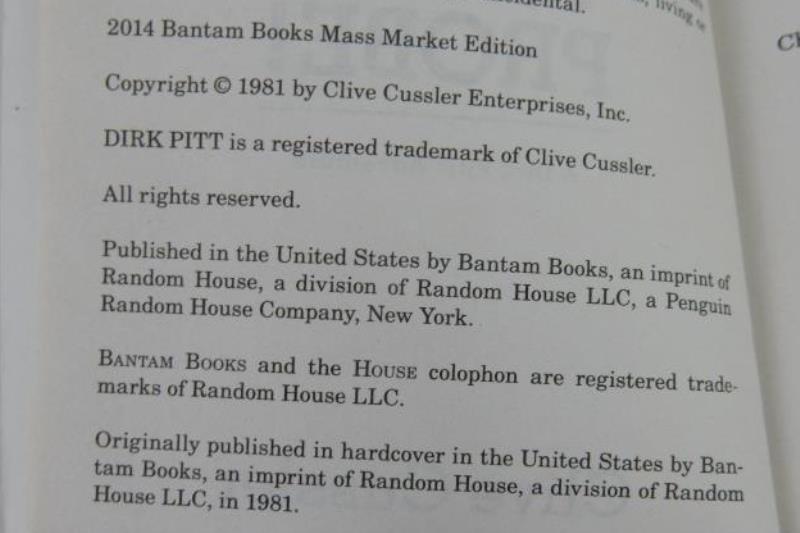 living or
2014 Bantam Books Mass Market Edition
Copyright © 1981 by Clive Cussler Enterprises, Inc.
DIRK PITT is a registered trademark of Clive Cussler.
All rights reserved.
Published in the United States by Bantam Books, an imprint of
Random House, a division of Random House LLC, a Penguin
Random House Company, New York.
BANTAM BOOKS and the HOUSE colophon are registered trade-
marks of Random House LLC.
Originally published in hardcover in the United States by Ban-
tam Books, an imprint of Random House, a division of Random
House LLC, in 1981.